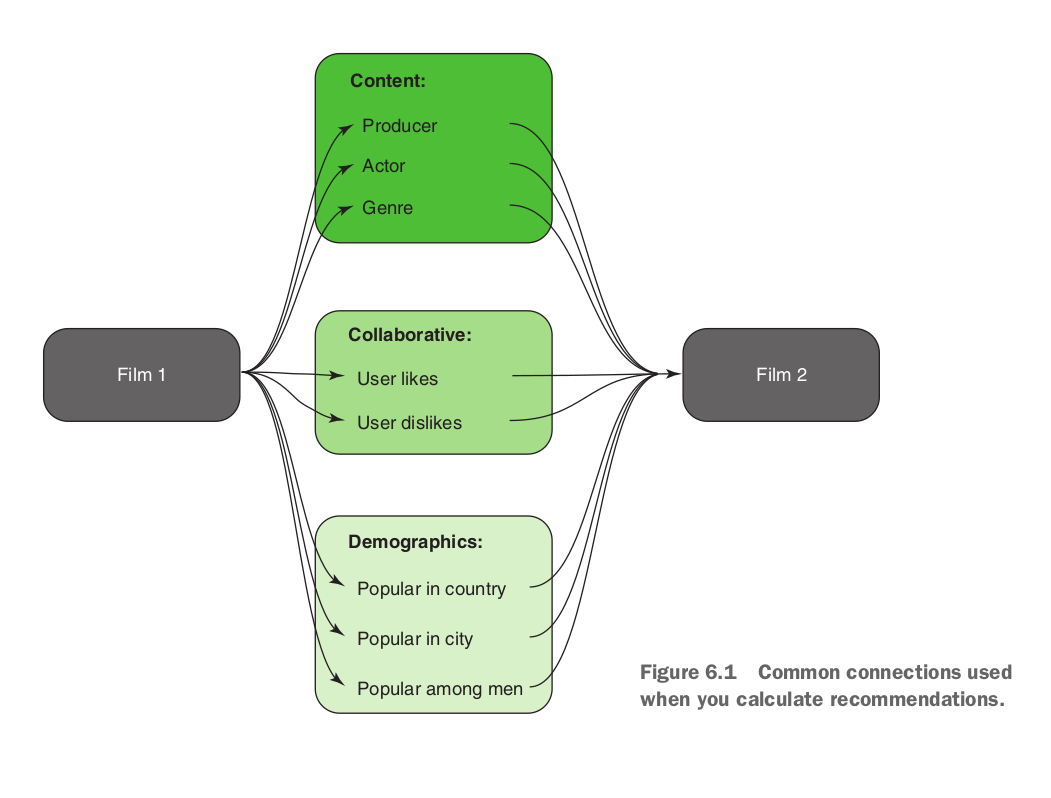 Content:
Producer
Actor
Genre
Film 1
Collaborative:
User likes
User dislikes
Film 2
Demographics:
Popular in country
Popular in city
Popular among men
Figure 6.1 Common connections used
when you calculate recommendations.